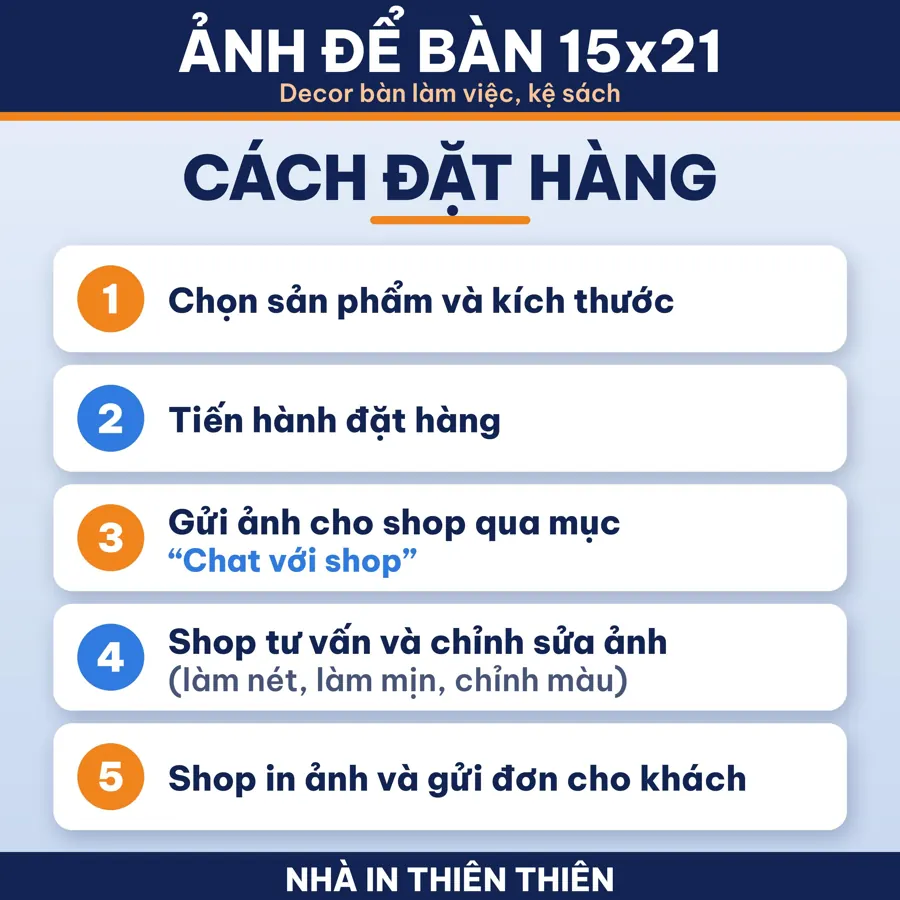 ẢNH ĐỂ BÀN 15x21
Decor bàn làm việc, kệ sách
CÁCH ĐẶT HÀNG
1
Chọn sản phẩm và kích thước
2
Tiến hành đặt hàng
3
Gửi ảnh cho shop qua mục
“Chat với shop”
4
Shop tư vấn và chỉnh sửa ảnh
(làm nét, làm mịn, chỉnh màu)
5
Shop in ảnh và gửi đơn cho khách
NHÀ IN THIÊN THIÊN